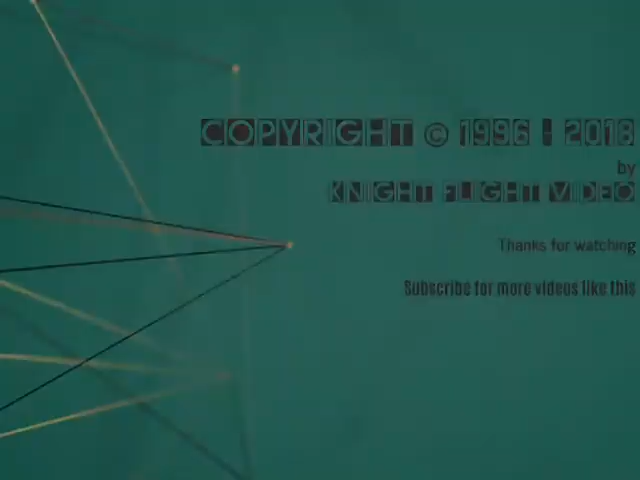 COPYRIGHT © 1996 - 2018
by
KNIGHT FLIGHT VIDEO
Thanks for watching
Subscribe for more videos like this